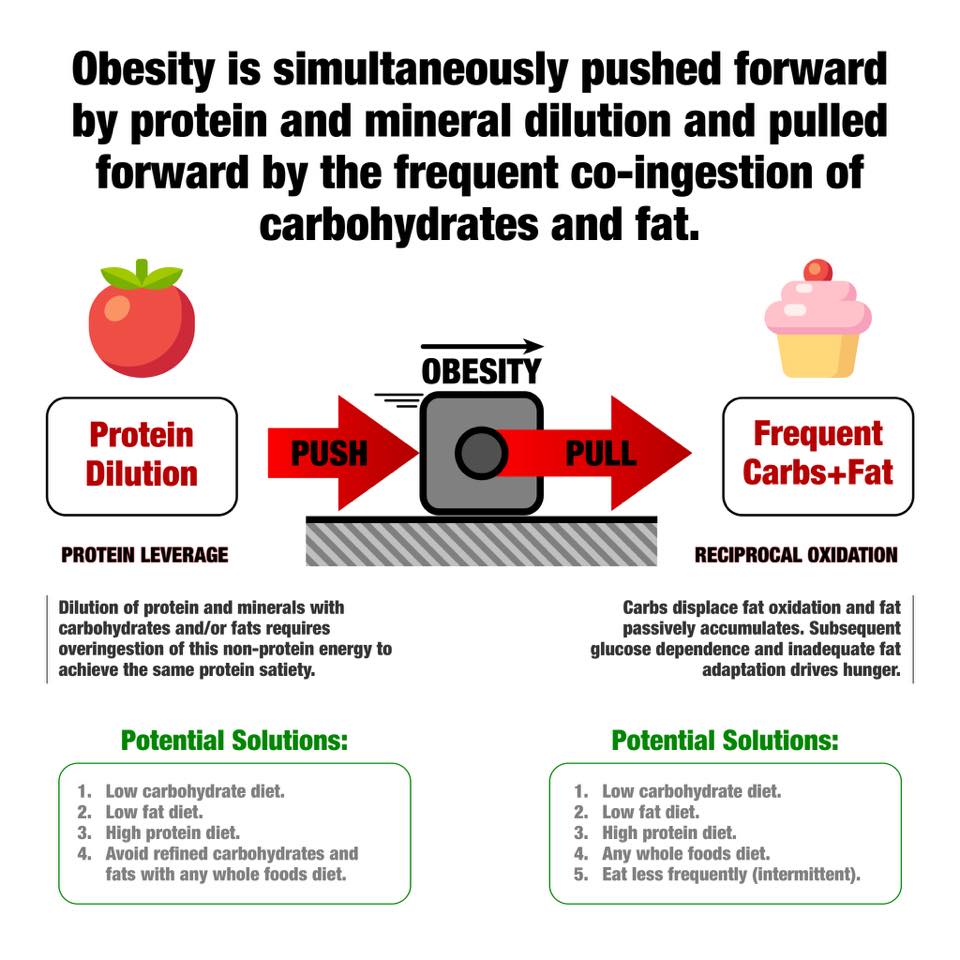 Obesity is simultaneously pushed forward
by protein and mineral dilution and pulled
forward by the frequent co-ingestion of
carbohydrates and fat.
OBESITY
Protein
Dilution
PUSH
PULL
Frequent
Carbs+Fat
PROTEIN LEVERAGE
RECIPROCAL OXIDATION
Dilution of protein and minerals with
carbohydrates and/or fats requires
overingestion of this non-protein energy to
achieve the same protein satiety.
Carbs displace fat oxidation and fat
passively accumulates. Subsequent
glucose dependence and inadequate fat
adaptation drives hunger.
Potential Solutions:
1. Low carbohydrate diet.
2. Low fat diet.
3. High protein diet.
4. Avoid refined carbohydrates and
fats with any whole foods diet.
Potential Solutions:
1. Low carbohydrate diet.
2. Low fat diet.
3. High protein diet.
4. Any whole foods diet.
5. Eat less frequently (intermittent).